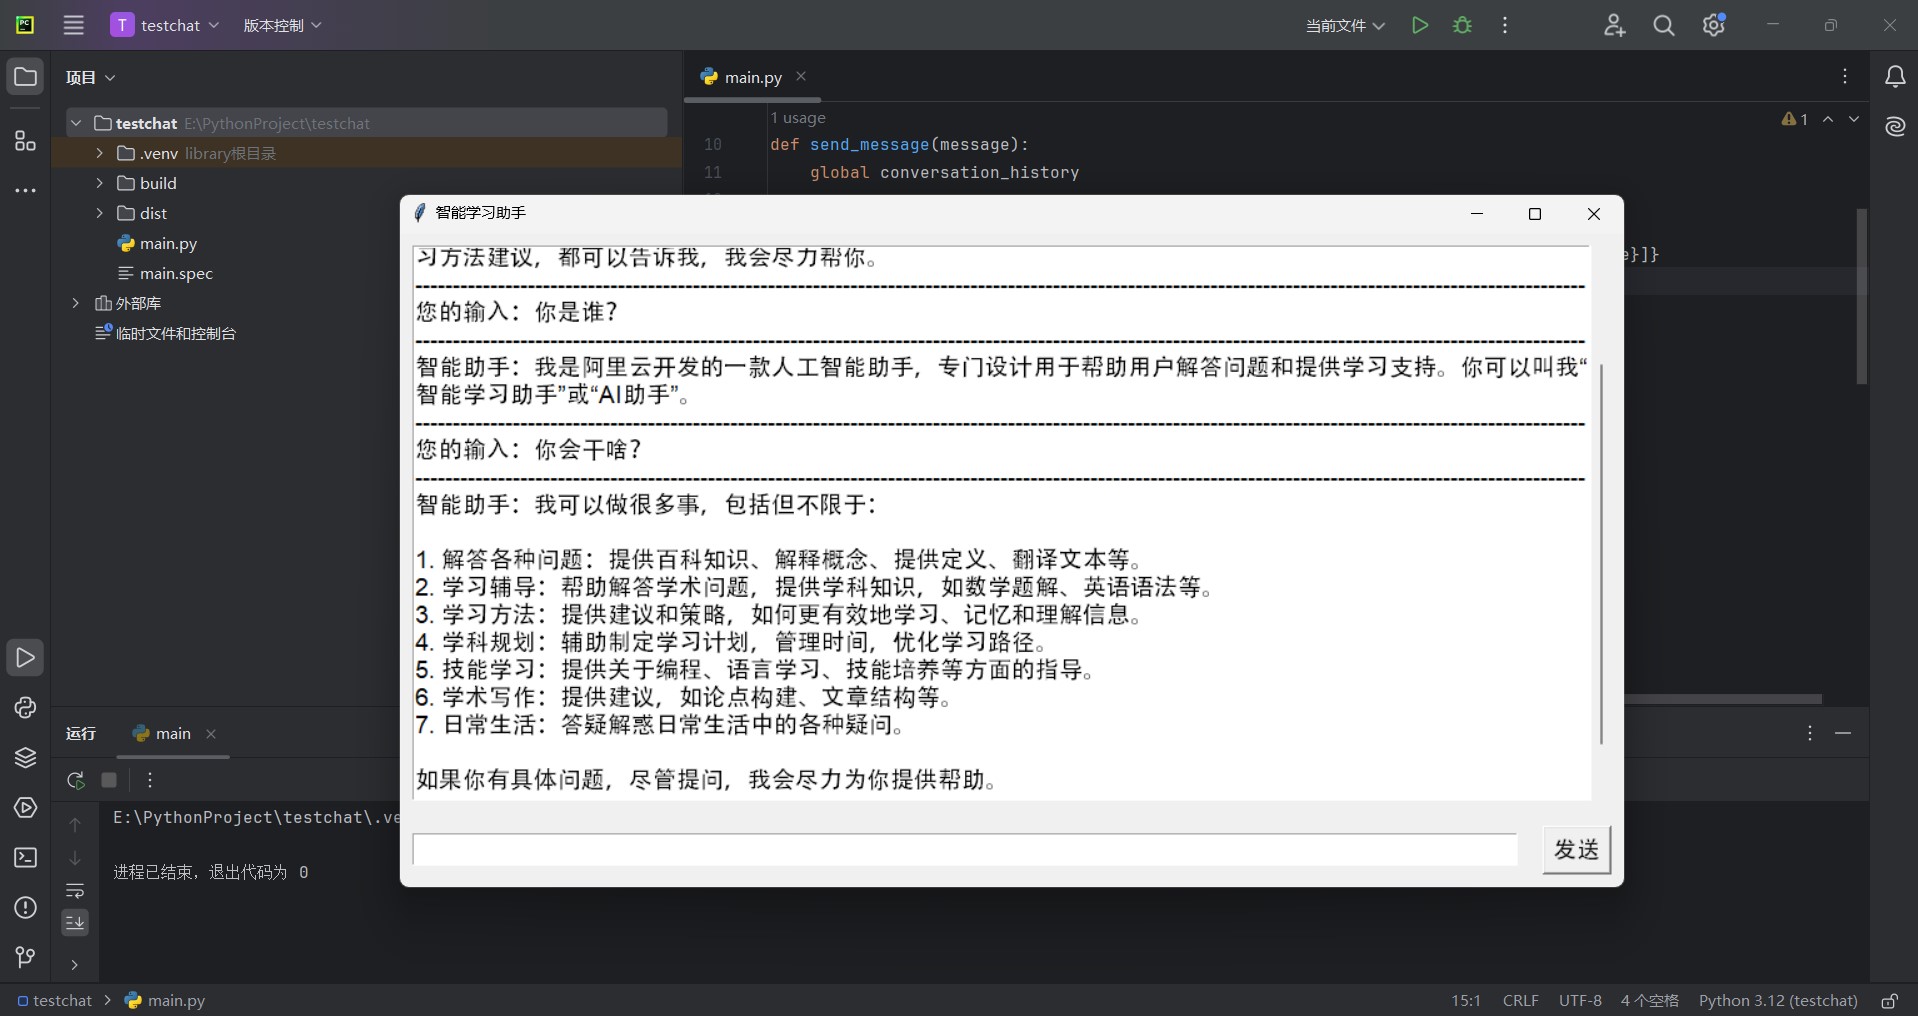 T testchat 版本控制 当前文件
项目
main.py
testchat E:\PythonProject\testchat
.venv library根目录
build
dist
main.py
main.spec
外部库
临时文件和控制台
1 usage
1
10 def send_message(message):
11 global conversation_history
e}]}
智能学习助手
习方法建议，都可以告诉我，我会尽力帮你。
您的输入：你是谁？
智能助手：我是阿里云开发的一款人工智能助手，专门设计用于帮助用户解答问题和提供学习支持。你可以叫我“
智能学习助手”或“AI助手”。
您的输入：你会干啥？
智能助手：我可以做很多事，包括但不限于：
1. 解答各种问题：提供百科知识、解释概念、提供定义、翻译文本等。
2. 学习辅导：帮助解答学术问题，提供学科知识，如数学题解、英语语法等。
3. 学习方法：提供建议和策略，如何更有效地学习、记忆和理解信息。
4. 学科规划：辅助制定学习计划，管理时间，优化学习路径。
5. 技能学习：提供关于编程、语言学习、技能培养等方面的指导。
6. 学术写作：提供建议，如论点构建、文章结构等。
7. 日常生活：答疑解惑日常生活中的各种疑问。
如果你有具体问题，尽管提问，我会尽力为你提供帮助。
发送
运行 main
E:\PythonProject\testchat\.ve
进程已结束，退出代码为 0
testchat > main.py 15:1 CRLF UTF-8 4 个空格 Python 3.12 (testchat)